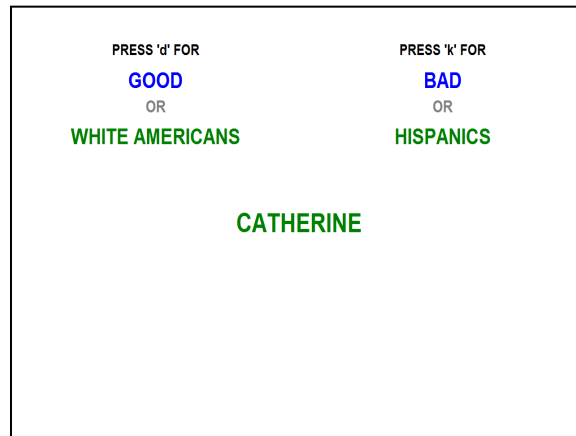 PRESS 'd' FOR
GOOD
OR
WHITE AMERICANS
PRESS 'k' FOR
BAD
OR
HISPANICS
CATHERINE